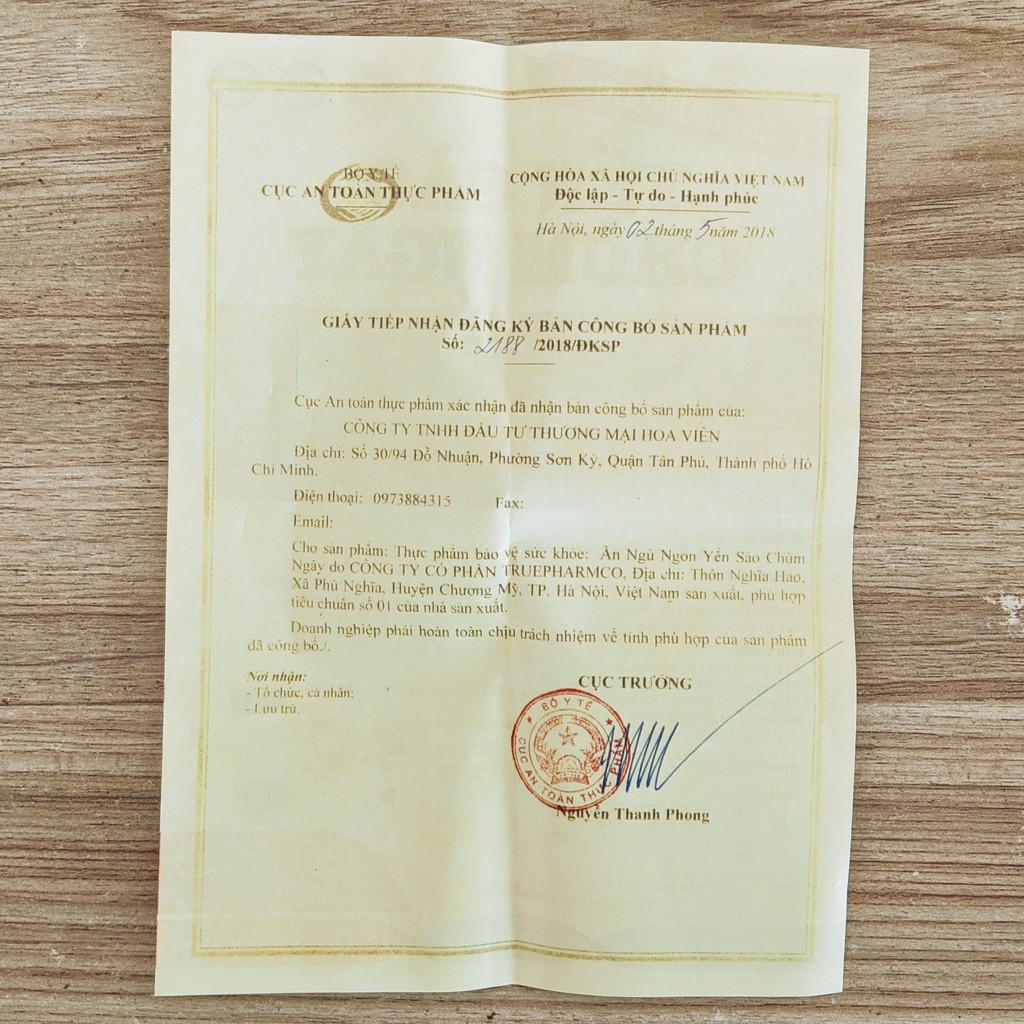 BỘ Y TẾ
CỤC AN TOÀN THỰC PHẨM
CỘNG HÒA XÃ HỘI CHỦ NGHĨA VIỆT NAM
Độc lập - Tự do - Hạnh phúc
Hà Nội, ngày 02 tháng 5 năm 2018
GIẤY TIẾP NHẬN ĐĂNG KÝ BẢN CÔNG BỐ SẢN PHẨM
Số: 2188 /2018/ĐKSP
Cục An toàn thực phẩm xác nhận đã nhận bản công bố sản phẩm của:
CÔNG TY TNHH ĐẦU TƯ THƯƠNG MẠI HOA VIÊN
Địa chỉ: Số 30/94 Đỗ Nhuận, Phường Sơn Kỳ, Quận Tân Phú, Thành phố Hồ
Chí Minh.
Điện thoại: 0973884315 Fax:
Email:
Cho sản phẩm: Thực phẩm bảo vệ sức khỏe: Ăn Ngủ Ngon Yến Sào Chùm
Ngây do CÔNG TY CỔ PHẦN TRUEPHARMCO, Địa chỉ: Thôn Nghĩa Hảo,
Xã Phú Nghĩa, Huyện Chương Mỹ, TP. Hà Nội, Việt Nam sản xuất, phù hợp
tiêu chuẩn số 01 của nhà sản xuất.
Doanh nghiệp phải hoàn toàn chịu trách nhiệm về tính phù hợp của sản phẩm
đã công bố./.
Nơi nhận:
- Tổ chức, cá nhân;
- Lưu trữ.
CỤC TRƯỞNG
BỘ Y TẾ
CỤC AN TOÀN THỰC PHẨM
Nguyễn Thanh Phong